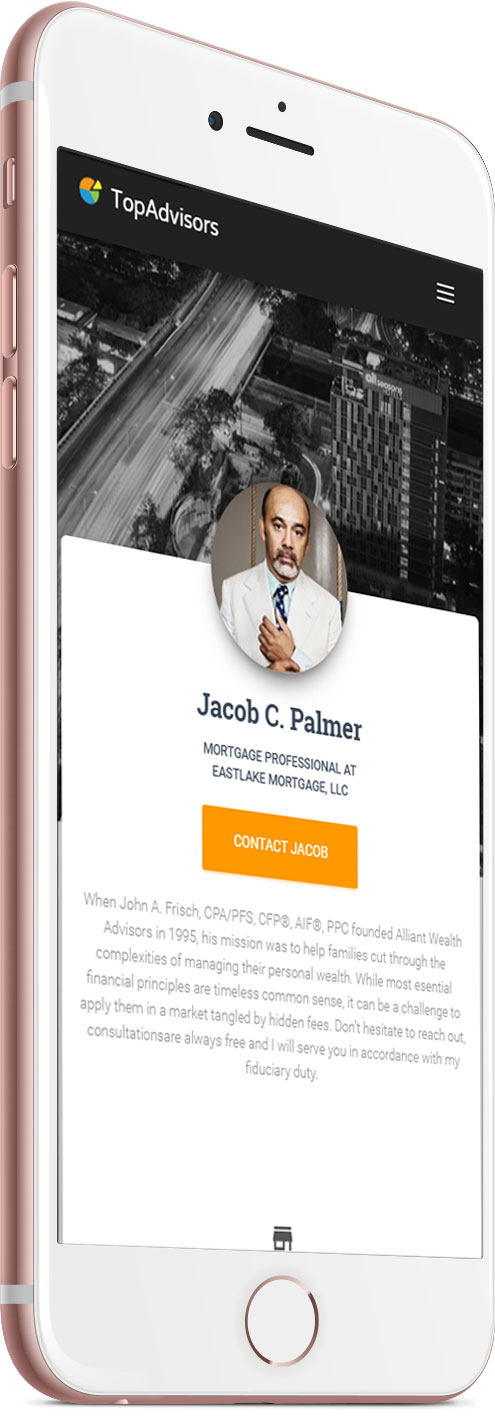 TopAdvisors
all seasons
Jacob C. Palmer
MORTGAGE PROFESSIONAL AT
EASTLAKE MORTGAGE, LLC
CONTACT JACOB
When John A. Frisch, CPA/PFS, CFP®, AIF®, PPC founded Alliant Wealth
Advisors in 1995, his mission was to help families cut through the
complexities of managing their personal wealth. While most esential
financial principles are timeless common sense, it can be a challenge to
apply them in a market tangled by hidden fees. Don't hesitate to reach out,
consultationsare always free and I will serve you in accordance with my
fiduciary duty.